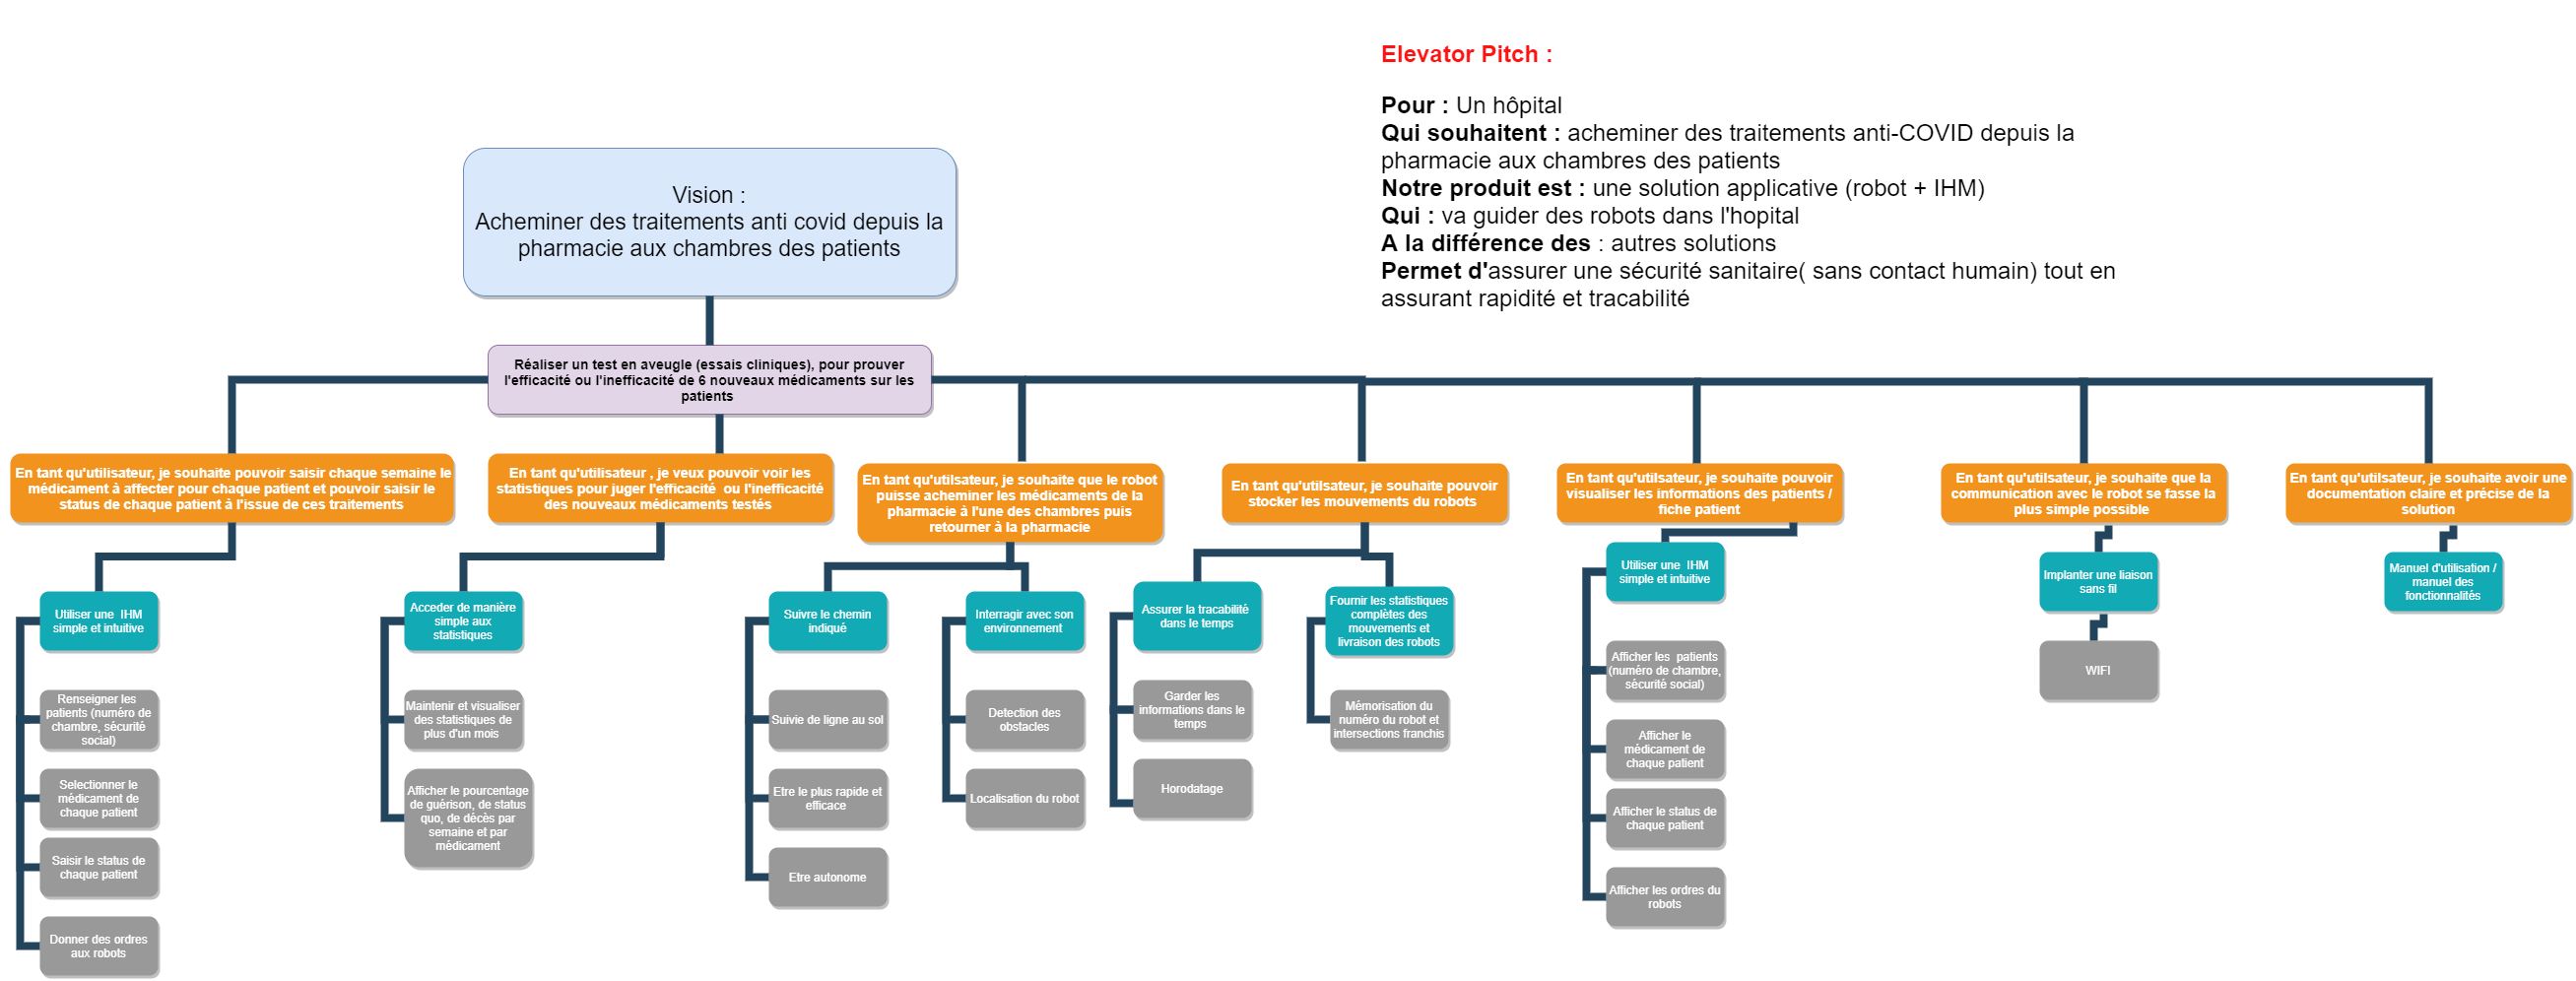 Elevator Pitch :
Pour : Un hôpital
Qui souhaitent : acheminer des traitements anti-COVID depuis la
pharmacie aux chambres des patients
Notre produit est : une solution applicative (robot + IHM)
Qui : va guider des robots dans l'hopital
A la différence des : autres solutions
Permet d'assurer une sécurité sanitaire( sans contact humain) tout en
assurant rapidité et tracabilité
Vision :
Acheminer des traitements anti covid depuis la
pharmacie aux chambres des patients
Réaliser un test en aveugle (essais cliniques), pour prouver
l'efficacité ou l'inefficacité de 6 nouveaux médicaments sur les
patients
En tant qu'utilisateur, je souhaite pouvoir saisir chaque semaine le
médicament à affecter pour chaque patient et pouvoir saisir le
status de chaque patient à l'issue de ces traitements
En tant qu'utilisateur , je veux pouvoir voir les
statistiques pour juger l'efficacité ou l'inefficacité
des nouveaux médicaments testés
En tant qu'utilsateur, je souhaite que le robot
puisse acheminer les médicaments de la
pharmacie à l'une des chambres puis
retourner à la pharmacie
En tant qu'utilsateur, je souhaite pouvoir
stocker les mouvements du robots
En tant qu'utilsateur, je souhaite pouvoir
visualiser les informations des patients /
fiche patient
En tant qu'utilsateur, je souhaite que la
communication avec le robot se fasse la
plus simple possible
En tant qu'utilsateur, je souhaite avoir une
documentation claire et précise de la
solution
Utiliser une IHM
simple et intuitive
Renseigner les
patients (numéro de
chambre, sécurité
social)
Selectionner le
médicament de
chaque patient
Saisir le status de
chaque patient
Donner des ordres
aux robots
Acceder de manière
simple aux
statistiques
Maintenir et visualiser
des statistiques de
plus d'un mois
Afficher le pourcentage
de guérison, de status
quo, de décès par
semaine et par
médicament
Suivre le chemin
indiqué
Suivie de ligne au sol
Etre le plus rapide et
efficace
Etre autonome
Interragir avec son
environnement
Detection des
obstacles
Localisation du robot
Assurer la tracabilité
dans le temps
Garder les
informations dans le
temps
Horodatage
Fournir les statistiques
complètes des
mouvements et
livraison des robots
Mémorisation du
numéro du robot et
intersections franchis
Utiliser une IHM
simple et intuitive
Afficher les patients
(numéro de chambre,
sécurité social)
Afficher le
médicament de
chaque patient
Afficher le status de
chaque patient
Afficher les ordres du
robots
Implanter une liaison
sans fil
WIFI
Manuel d'utilisation /
manuel des
fonctionnalités